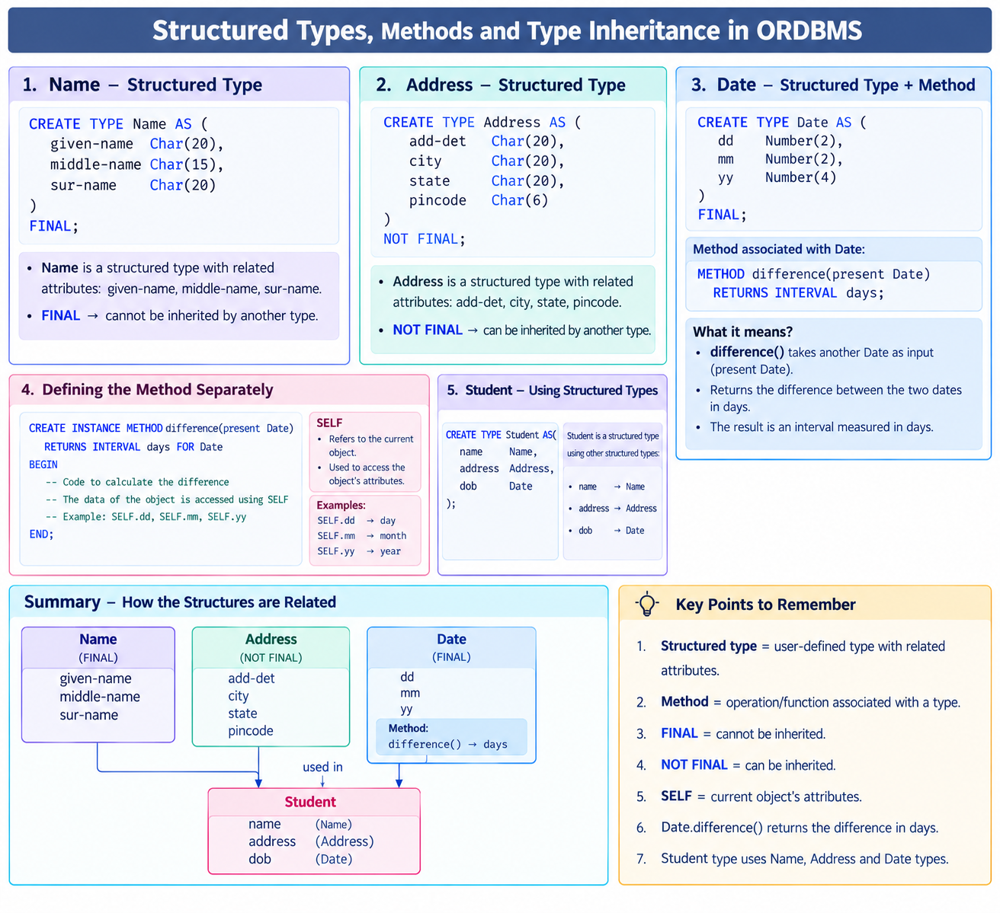 Structured Types, Methods and Type Inheritance in ORDBMS
1. Name – Structured Type
CREATE TYPE Name AS (
given-name Char(20),
middle-name Char(15),
sur-name Char(20)
)
FINAL;
• Name is a structured type with related
attributes: given-name, middle-name, sur-name.
• FINAL → cannot be inherited by another type.
2. Address – Structured Type
CREATE TYPE Address AS (
add-det Char(20),
city Char(20),
state Char(20),
pincode Char(6)
)
NOT FINAL;
• Address is a structured type with related
attributes: add-det, city, state, pincode.
• NOT FINAL → can be inherited by another type.
3. Date – Structured Type + Method
CREATE TYPE Date AS (
dd Number(2),
mm Number(2),
yy Number(4)
)
FINAL;
Method associated with Date:
METHOD difference(present Date)
RETURNS INTERVAL days;
What it means?
• difference() takes another Date as input
(present Date).
• Returns the difference between the two dates
in days.
• The result is an interval measured in days.
4. Defining the Method Separately
CREATE INSTANCE METHOD difference(present Date)
RETURNS INTERVAL days FOR Date
BEGIN
-- Code to calculate the difference
-- The data of the object is accessed using SELF
-- Example: SELF.dd, SELF.mm, SELF.yy
END;
SELF
• Refers to the current
object.
• Used to access the
object's attributes.
Examples:
SELF.dd → day
SELF.mm → month
SELF.yy → year
5. Student – Using Structured Types
CREATE TYPE Student AS(
name Name,
address Address,
dob Date
);
Student is a structured type
using other structured types:
• name → Name
• address → Address
• dob → Date
Summary – How the Structures are Related
Name
(FINAL)
given-name
middle-name
sur-name
Address
(NOT FINAL)
add-det
city
state
pincode
Date
(FINAL)
dd
mm
yy
Method:
difference() → days
used in
Student
name (Name)
address (Address)
dob (Date)
Key Points to Remember
1. Structured type = user-defined type with related
attributes.
2. Method = operation/function associated with a type.
3. FINAL = cannot be inherited.
4. NOT FINAL = can be inherited.
5. SELF = current object's attributes.
6. Date.difference() returns the difference in days.
7. Student type uses Name, Address and Date types.